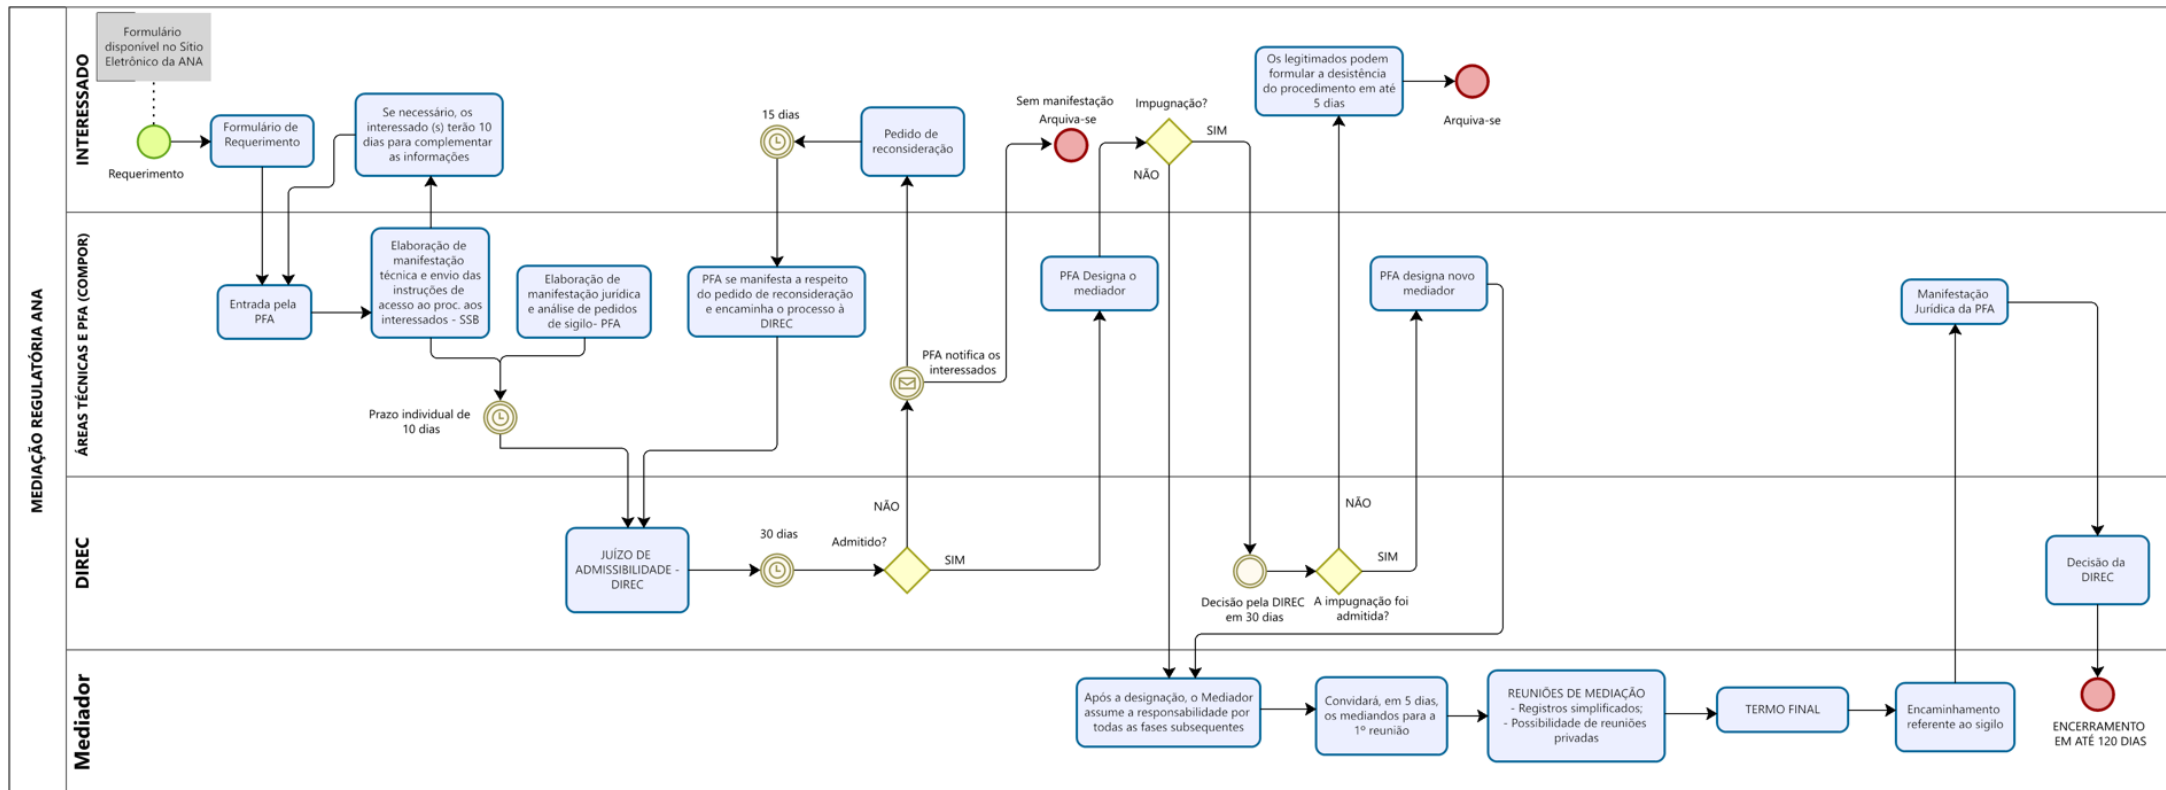 MEDIAÇÃO REGULATÓRIA ANA
INTERESSADO
Formulário
disponível no Sítio
Eletrônico da ANA
Requerimento
Formulário de
Requerimento
Se necessário, os
interessado (s) terão 10
dias para complementar
as informações
15 dias
Pedido de
reconsideração
Sem manifestação
Arquiva-se
Impugnação?
SIM
NÃO
Os legitimados podem
formular a desistência
do procedimento em até
5 dias
Arquiva-se
ÁREAS TÉCNICAS E PFA (COMPOR)
Entrada pela
PFA
Elaboração de
manifestação
técnica e envio das
instruções de
acesso ao proc. aos
interessados - SSB
Elaboração de
manifestação jurídica
e análise de pedidos
de sigilo- PFA
Prazo individual de
10 dias
PFA se manifesta a respeito
do pedido de reconsideração
e encaminha o processo à
DIREC
PFA notifica os
interessados
PFA Designa o
mediador
PFA designa novo
mediador
Manifestação
Jurídica da PFA
DIREC
JUÍZO DE
ADMISSIBILIDADE -
DIREC
30 dias
Admitido?
NÃO
SIM
Decisão pela DIREC
em 30 dias
A impugnação foi
admitida?
NÃO
SIM
Decisão da
DIREC
Mediador
Após a designação, o Mediador
assume a responsabilidade por
todas as fases subsequentes
Convidará, em 5 dias,
os mediandos para a
1º reunião
REUNIÕES DE MEDIAÇÃO
- Registros simplificados;
- Possibilidade de reuniões
privadas
TERMO FINAL
Encaminhamento
referente ao sigilo
ENCERRAMENTO
EM ATÉ 120 DIAS